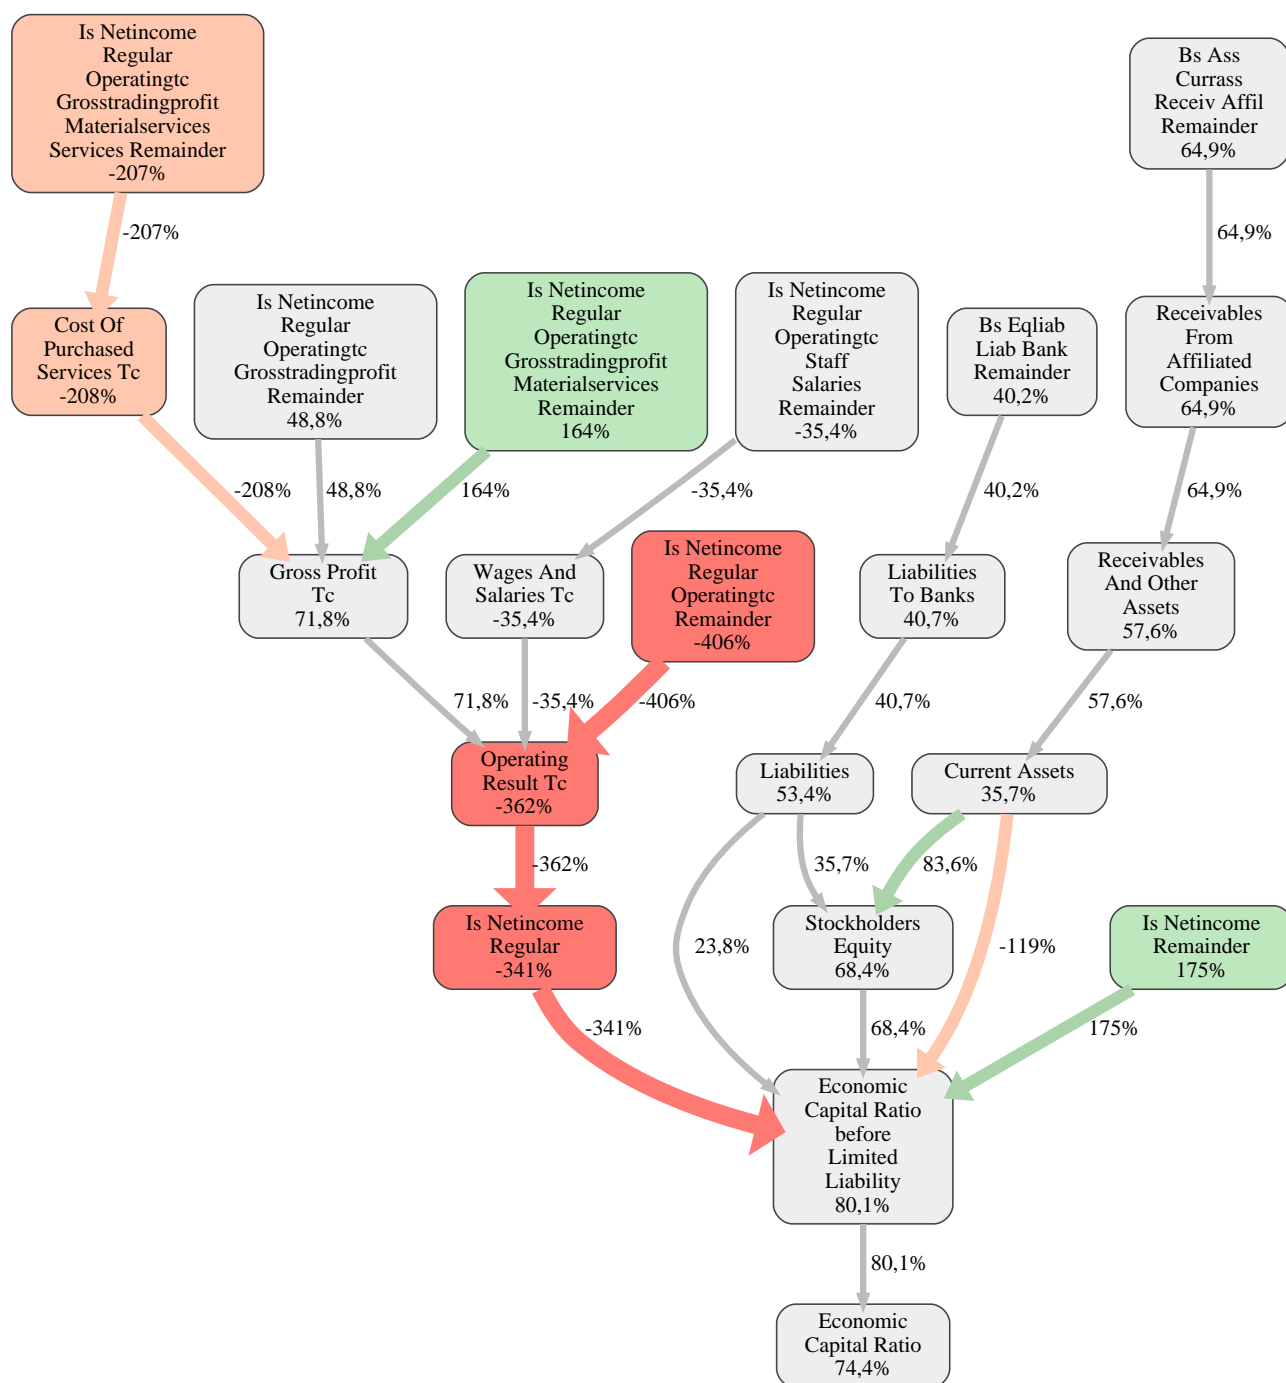 Is Netincome
Regular
Operatingtc
Grosstradingprofit
Materialservices
Services Remainder
-207%
Bs Ass
Currass
Receiv Affil
Remainder
64,9%
-207%
64,9%
Cost Of
Purchased
Services Tc
-208%
Is Netincome
Regular
Operatingtc
Grosstradingprofit
Remainder
48,8%
Is Netincome
Regular
Operatingtc
Grosstradingprofit
Materialservices
Remainder
164%
Is Netincome
Regular
Operatingtc
Staff
Salaries
Remainder
-35,4%
Bs Eqliab
Liab Bank
Remainder
40,2%
Receivables
From
Affiliated
Companies
64,9%
-208%
48,8%
164%
-35,4%
40,2%
64,9%
Gross Profit
Tc
71,8%
Wages And
Salaries Tc
-35,4%
Is Netincome
Regular
Operatingtc
Remainder
-406%
Liabilities
To Banks
40,7%
Receivables
And Other
Assets
57,6%
71,8%
-35,4%
-406%
40,7%
57,6%
Operating
Result Tc
-362%
Liabilities
53,4%
Current Assets
35,7%
-362%
35,7%
83,6%
Is Netincome
Regular
-341%
23,8%
Stockholders
Equity
68,4%
-119%
Is Netincome
Remainder
175%
-341%
68,4%
175%
Economic
Capital Ratio
before
Limited
Liability
80,1%
80,1%
Economic
Capital Ratio
74,4%